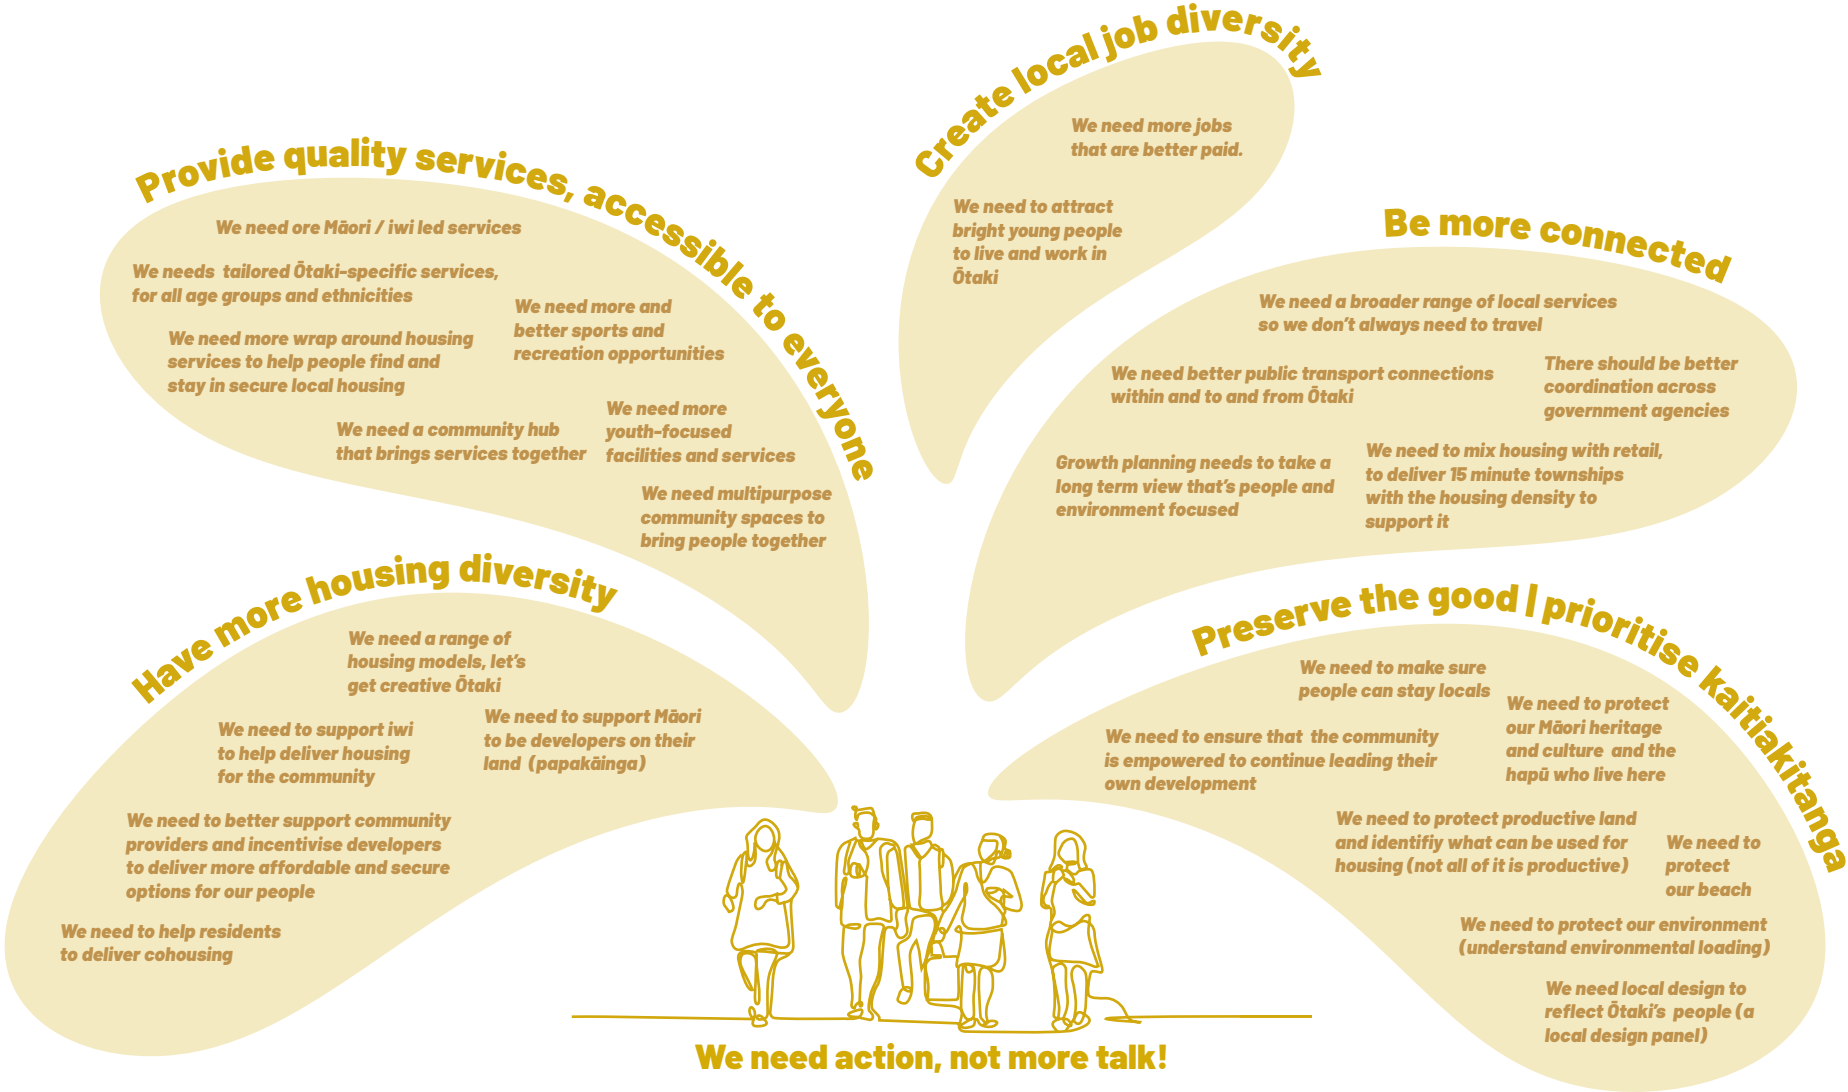 Provide quality services, accessible to everyone
We need ore Māori / iwi led services
We needs  tailored Ōtaki-specific services,
for all age groups and ethnicities
We need more and
better sports and
recreation opportunities
We need more wrap around housing
services to help people find and
stay in secure local housing
We need more
youth-focused
facilities and services
We need a community hub
that brings services together
We need multipurpose
community spaces to
bring people together
Create local job diversity
We need more jobs
that are better paid.
We need to attract
bright young people
to live and work in
Ōtaki
Be more connected
We need a broader range of local services
so we don't always need to travel
We need better public transport connections
within and to and from Ōtaki
There should be better
coordination across
government agencies
Growth planning needs to take a
long term view that's people and
environment focused
We need to mix housing with retail,
to deliver 15 minute townships
with the housing density to
support it
Have more housing diversity
We need a range of
housing models, let's
get creative Ōtaki
We need to support iwi
to help deliver housing
for the community
We need to support Māori
to be developers on their
land  (papakāinga)
We need to better support community
providers and incentivise developers
to deliver more affordable and secure
options for our people
We need to help residents
to deliver cohousing
Preserve the good | prioritise kaitiakitanga
We need to make sure
people can stay locals
We need to protect
our Māori heritage
and culture  and the
hapū who live here
We need to ensure that  the community
is empowered to continue leading their
own development
We need to protect productive land
and identifiy what can be used for
housing (not all of it is productive)
We need to
protect
our beach
We need to protect our environment
(understand environmental loading)
We need local design to
reflect Ōtaki's  people (a
local design panel)
We need action, not more talk!